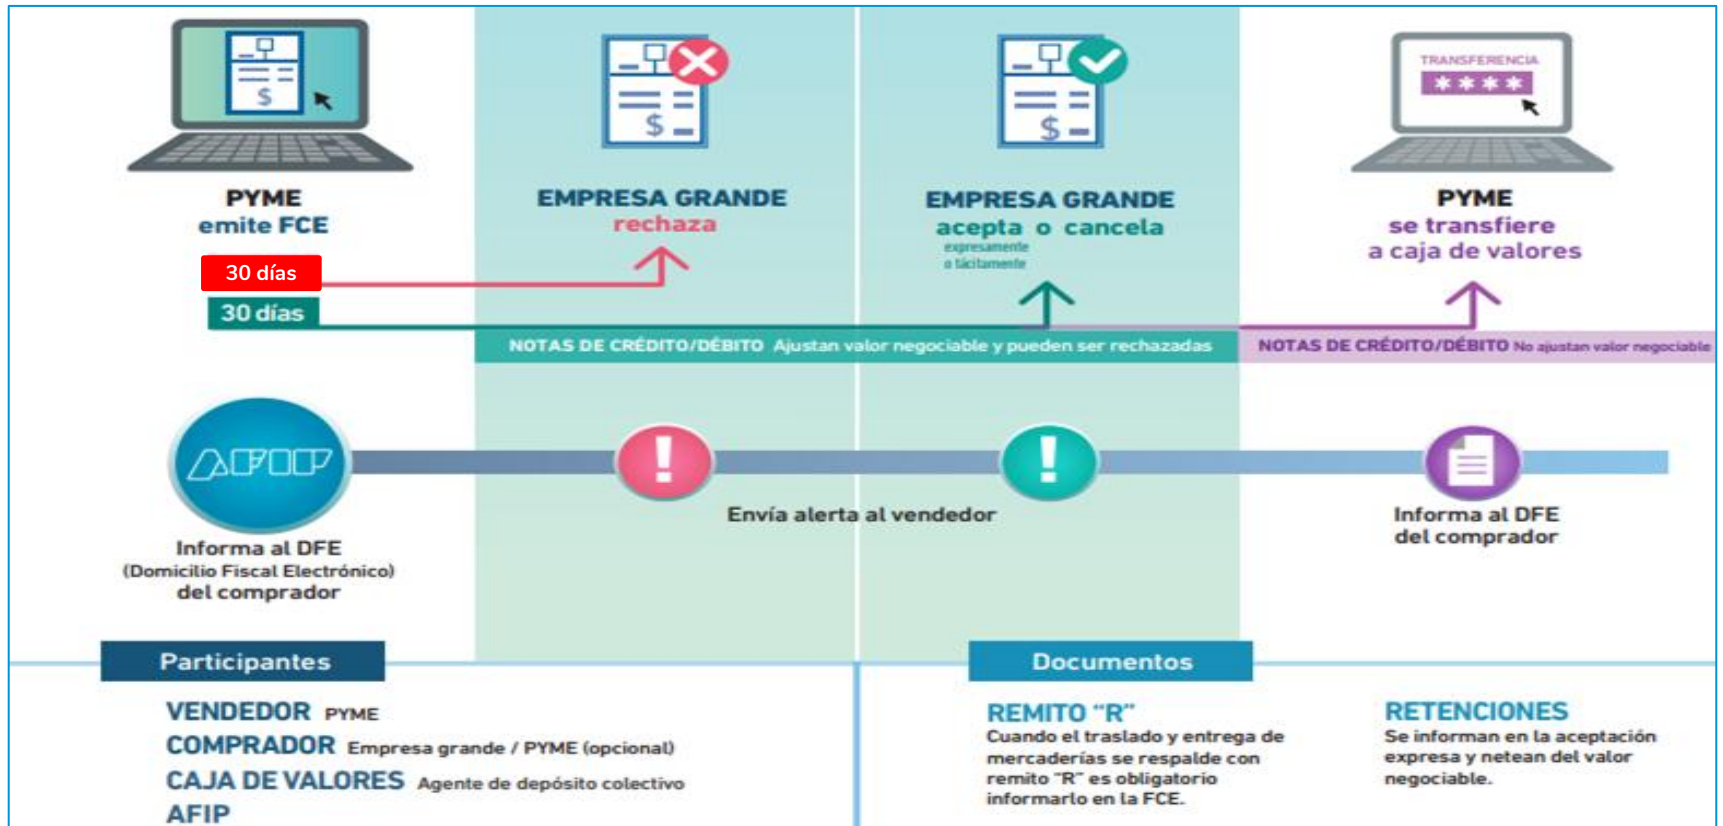 PYME
emite FCE
EMPRESA GRANDE
rechaza
EMPRESA GRANDE
acepta o cancela
expresamente
o tácitamente
TRANSFERENCIA
****
PYME
se transfiere
a caja de valores
30 días
30 días
NOTAS DE CRÉDITO/DÉBITO Ajustan valor negociable y pueden ser rechazadas
NOTAS DE CRÉDITO/DÉBITO No ajustan valor negociable
AFIP
Informa al DFE
(Domicilio Fiscal Electrónico)
del comprador
!
!
Envía alerta al vendedor
Informa al DFE
del comprador
Participantes
VENDEDOR PYME
COMPRADOR Empresa grande / PYME (opcional)
CAJA DE VALORES Agente de depósito colectivo
AFIP
Documentos
REMITO “R”
Cuando el traslado y entrega de
mercaderías se respalde con
remito “R” es obligatorio
informarlo en la FCE.
RETENCIONES
Se informan en la aceptación
expresa y netean del valor
negociable.